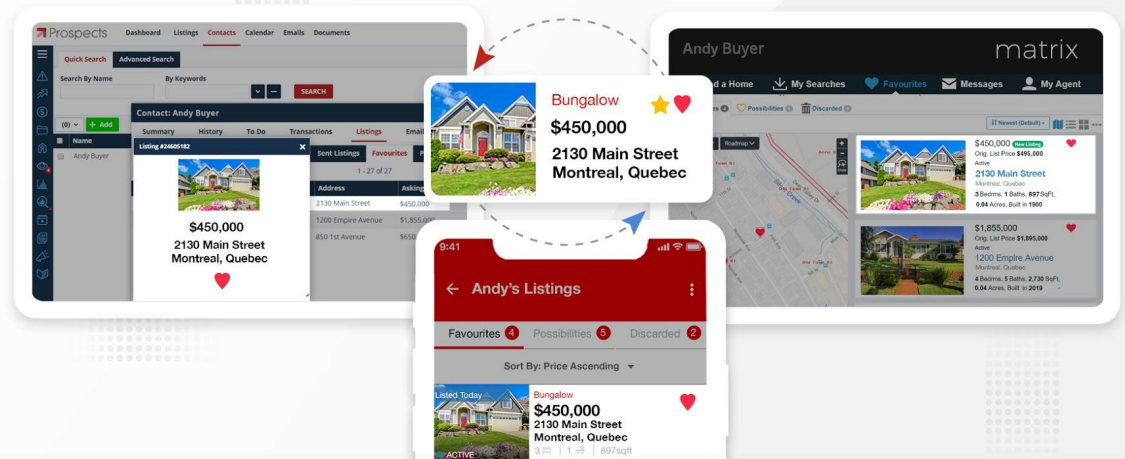 Prospects
Dashboard Listings Contacts Calendar Emails Documents
Quick Search Advanced Search
Search By Name By Keywords
SEARCH
(0) + Add
Name
Andy Buyer
Contact: Andy Buyer
Summary History To Do Transactions Listings Email
Listing #24605182 x
Sent Listings Favourites P
1 - 27 of 27
Address Asking
2130 Main Street $450,000
1200 Empire Avenue $1,855,000
850 1st Avenue $650
$450,000
2130 Main Street
Montreal, Quebec
Bungalow
$450,000
2130 Main Street
Montreal, Quebec
9:41
Andy's Listings
Favourites 4 Possibilities 5 Discarded 2
Sort By: Price Ascending
Listed Today
ACTIVE
Bungalow
$450,000
2130 Main Street
Montreal, Quebec
3 | 1 | 897sqft
Andy Buyer
matrix
d a Home My Searches Favourites Messages My Agent
es Possibilities Discarded
Newest (Default)
Roadmap
$450,000 New Listing
Orig. List Price $495,000
Active
2130 Main Street
Montreal, Quebec
3 Bedrms, 1 Baths, 897 SqFt,
0.04 Acres, Built in 1900
$1,855,000
Orig. List Price $1,895,000
Active
1200 Empire Avenue
Montreal, Quebec
4 Bedrms, 5 Baths, 2,730 SqFt,
0.04 Acres, Built in 2019